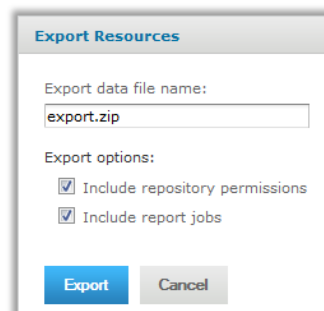 Export Resources
Export data file name:
export.zip
Export options:
Include repository permissions
Include report jobs
Export Cancel